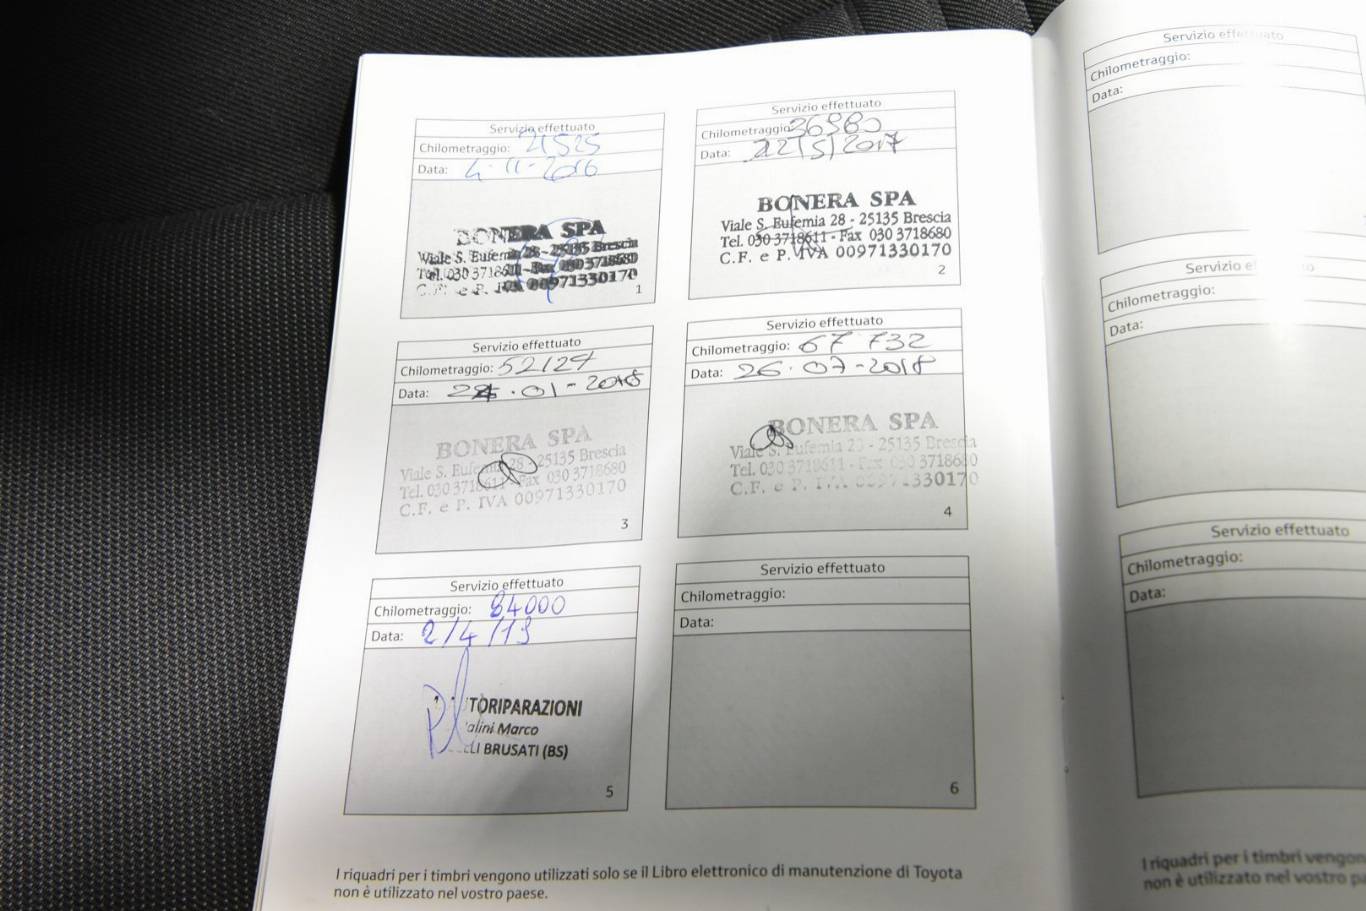 Servizio effettuato
Chilometraggio: 21525
Data: 4-11-2016
BONERA SPA
Viale S. Eufemia 28 - 25135 Brescia
Tel. 030 3718611 - Fax 030 3718680
C.F. e P. IVA 00971330170
1
Servizio effettuato
Chilometraggio: 36980
Data: 22/5/2017
BONERA SPA
Viale S. Eufemia 28 - 25135 Brescia
Tel. 030 3718611 - Fax 030 3718680
C.F. e P. IVA 00971330170
2
Servizio effettuato
Chilometraggio: 52124
Data: 24.01-2018
BONERA SPA
Viale S. Eufemia 28 - 25135 Brescia
Tel. 030 3718611 - Fax 030 3718680
C.F. e P. IVA 00971330170
3
Servizio effettuato
Chilometraggio: 67732
Data: 26.07-2018
BONERA SPA
Viale S. Eufemia 28 - 25135 Brescia
Tel. 030 3718611 - Fax 030 3718680
C.F. e P. IVA 00971330170
4
Servizio effettuato
Chilometraggio: 84000
Data: 2/4/19
TORIPARAZIONI
alini Marco
LI BRUSATI (BS)
5
Servizio effettuato
Chilometraggio:
Data:
6
I riquadri per i timbri vengono utilizzati solo se il Libro elettronico di manutenzione di Toyota
non è utilizzato nel vostro paese.
Servizio effettuato
Chilometraggio:
Data:
Servizio
Chilometraggio:
Data:
Servizio effettuato
Chilometraggio:
Data:
I riquadri per i timbri vengon
non è utilizzato nel vostro pa